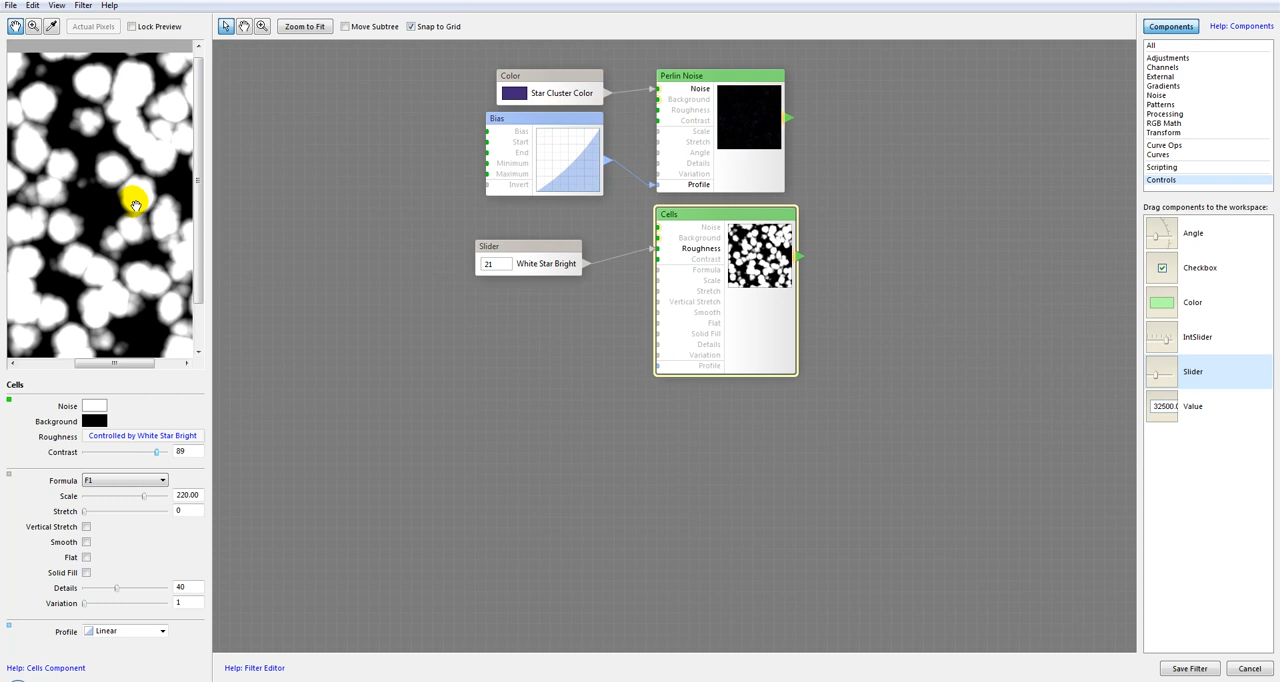 File Edit View Filter Help
Actual Pixels Lock Preview Zoom to Fit Move Subtree Snap to Grid Components Help: Components
Color
Star Cluster Color
Bias
Bias
Start
End
Minimum
Maximum
Invert
Perlin Noise
Noise
Background
Roughness
Contrast
Scale
Stretch
Angle
Details
Variation
Profile
Slider
21 White Star Bright
Cells
Noise
Background
Roughness
Contrast
Formula
Scale
Stretch
Vertical Stretch
Smooth
Flat
Solid Fill
Details
Variation
Profile
All
Adjustments
Channels
External
Gradients
Noise
Patterns
Processing
RGB Math
Transform
Curve Ops
Curves
Scripting
Controls
Drag components to the workspace:
Angle
Checkbox
Color
IntSlider
Slider
32500.0 Value
Cells
Noise
Background
Roughness Controlled by White Star Bright
Contrast 89
Formula F1
Scale 220.00
Stretch 0
Vertical Stretch
Smooth
Flat
Solid Fill
Details 40
Variation 1
Profile Linear
Help: Cells Component Help: Filter Editor Save Filter Cancel